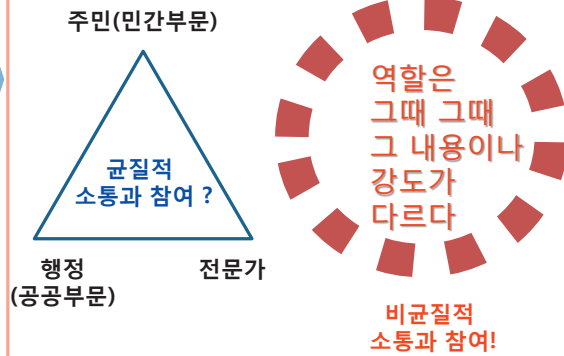 주민(민간부문)
균질적
소통과 참여 ?
행정
(공공부문)
전문가
역할은
그때 그때
그 내용이나
강도가
다르다
비균질적
소통과 참여!